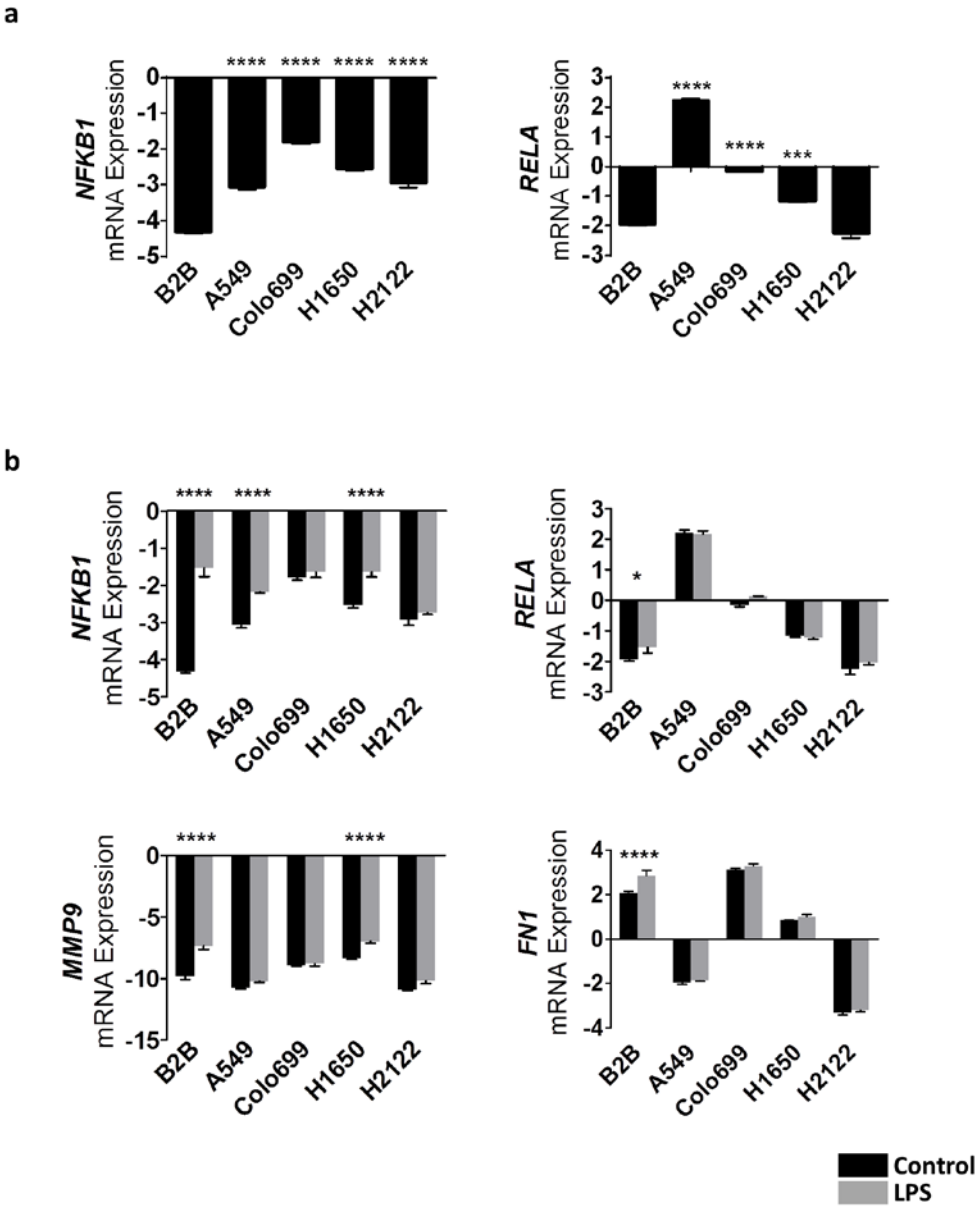 a
**** **** **** ****
NFKB1
mRNA Expression
0
-1
-2
-3
-4
-5
B2B
A549
Colo699
H1650
H2122
****
**** ***
RELA
mRNA Expression
3
2
1
0
-1
-2
-3
B2B
A549
Colo699
H1650
H2122
b
**** **** ****
NFKB1
mRNA Expression
0
-1
-2
-3
-4
-5
B2B
A549
Colo699
H1650
H2122
*
RELA
mRNA Expression
3
2
1
0
-1
-2
-3
B2B
A549
Colo699
H1650
H2122
**** ****
MMP9
mRNA Expression
0
-5
-10
-15
B2B
A549
Colo699
H1650
H2122
****
FN1
mRNA Expression
4
2
0
-2
-4
B2B
A549
Colo699
H1650
H2122
Control
LPS